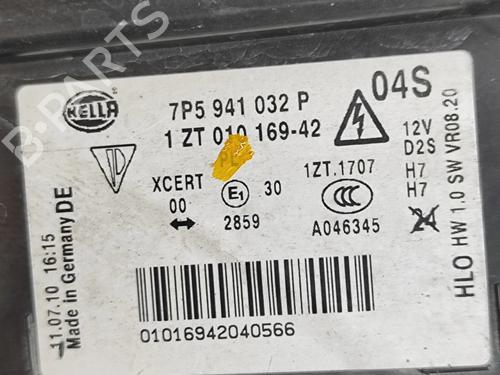 HELLA
7P5 941 032 P
1 ZT 010 169-42
04S
12V
D2S
H7
H7
24
XCERT
00
E1
30
2859
1ZT.1707
CCC
A046345
HLO HW 1.0 SW VR08.20
11.07.10 16:15
Made in Germany DE
01016942040566
B-PARTS